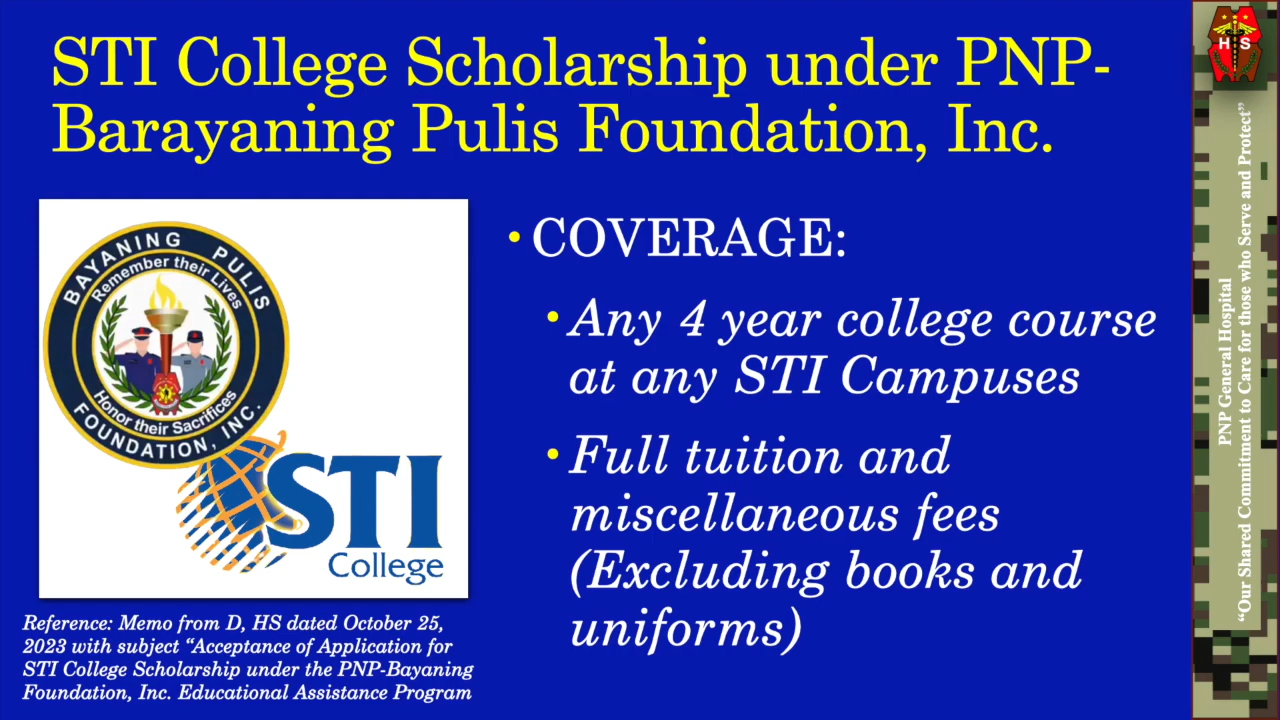 STI College Scholarship under PNP-
Barayaning Pulis Foundation, Inc.
BAYANING PULIS
Remember their Lives
Honor their Sacrifices
FOUNDATION, INC.
STI
College
Reference: Memo from D, HS dated October 25,
2023 with subject “Acceptance of Application for
STI College Scholarship under the PNP-Bayaning
Foundation, Inc. Educational Assistance Program
• COVERAGE:
• Any 4 year college course
at any STI Campuses
• Full tuition and
miscellaneous fees
(Excluding books and
uniforms)
H S
PNP General Hospital
“Our Shared Commitment to Care for those who Serve and Protect”